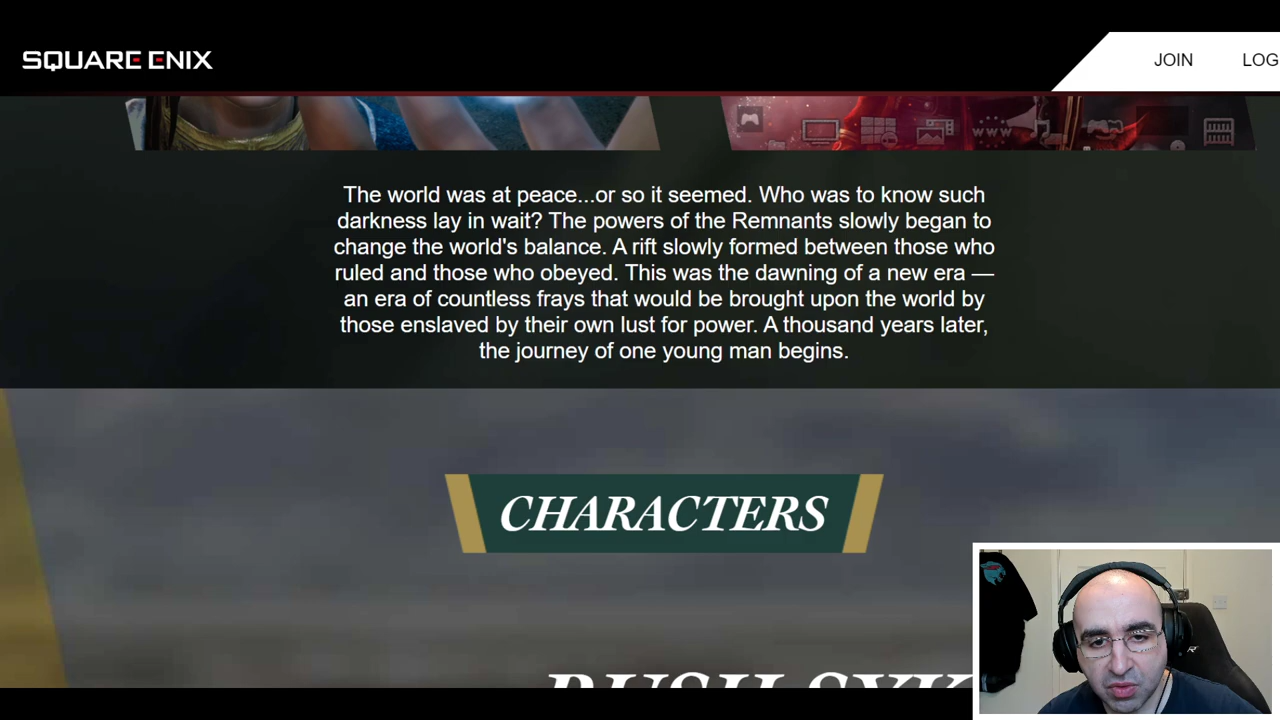 SQUARE ENIX
JOIN
LOG
www
The world was at peace...or so it seemed. Who was to know such
darkness lay in wait? The powers of the Remnants slowly began to
change the world's balance. A rift slowly formed between those who
ruled and those who obeyed. This was the dawning of a new era —
an era of countless frays that would be brought upon the world by
those enslaved by their own lust for power. A thousand years later,
the journey of one young man begins.
CHARACTERS
RUSH SYK